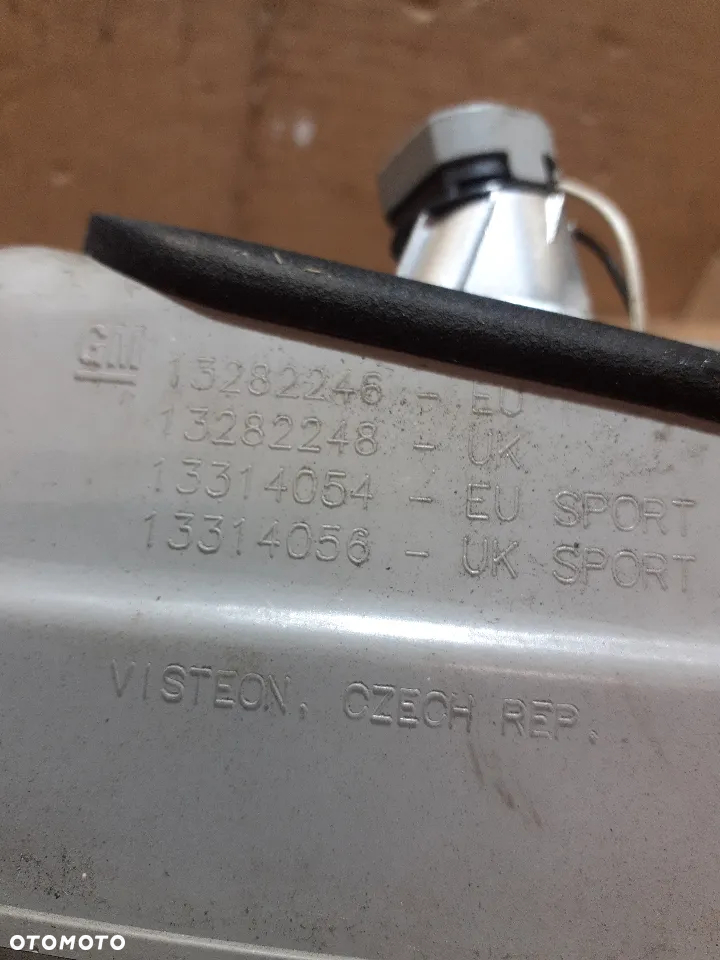 GM 13282246 - EU
13282248 - UK
13314054 - EU SPORT
13314056 - UK SPORT
VISTEON, CZECH REP.
OTOMOTO